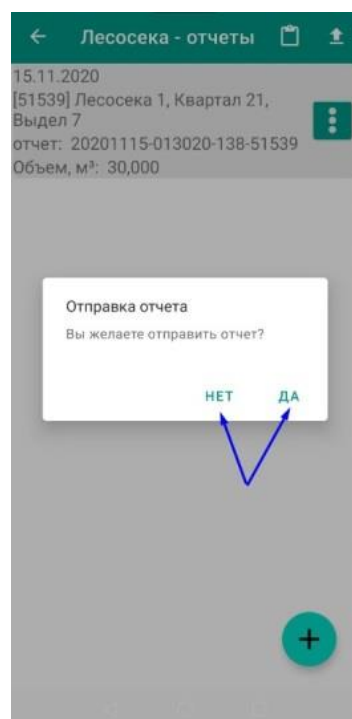 Лесосека - отчеты
15.11.2020
[51539] Лесосека 1, Квартал 21,
Выдел 7
отчет: 20201115-013020-138-51539
Объем, м³: 30,000
Отправка отчета
Вы желаете отправить отчет?
НЕТ ДА